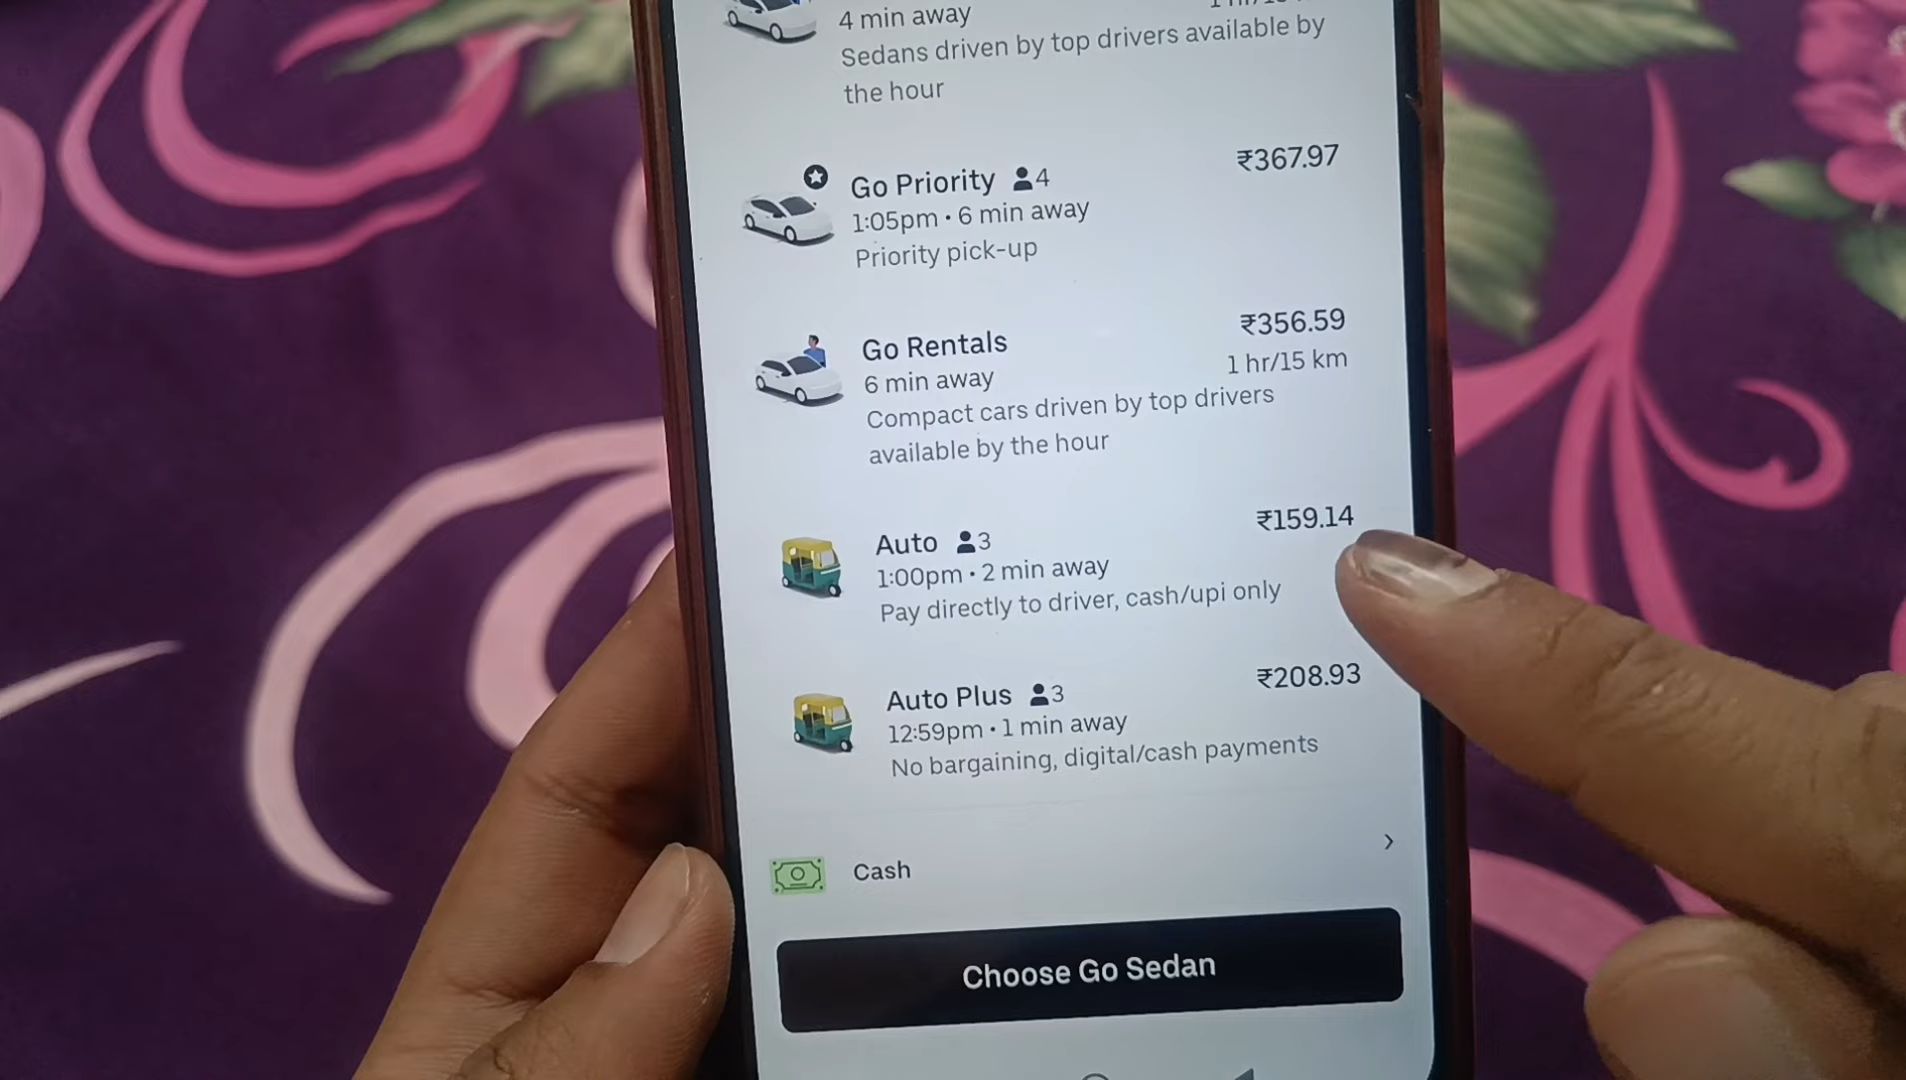 4 min away
Sedans driven by top drivers available by
the hour
Go Priority 4
₹367.97
1:05pm • 6 min away
Priority pick-up
Go Rentals
₹356.59
6 min away
1 hr/15 km
Compact cars driven by top drivers
available by the hour
Auto 3
₹159.14
1:00pm • 2 min away
Pay directly to driver, cash/upi only
Auto Plus 3
₹208.93
12:59pm • 1 min away
No bargaining, digital/cash payments
Cash
Choose Go Sedan